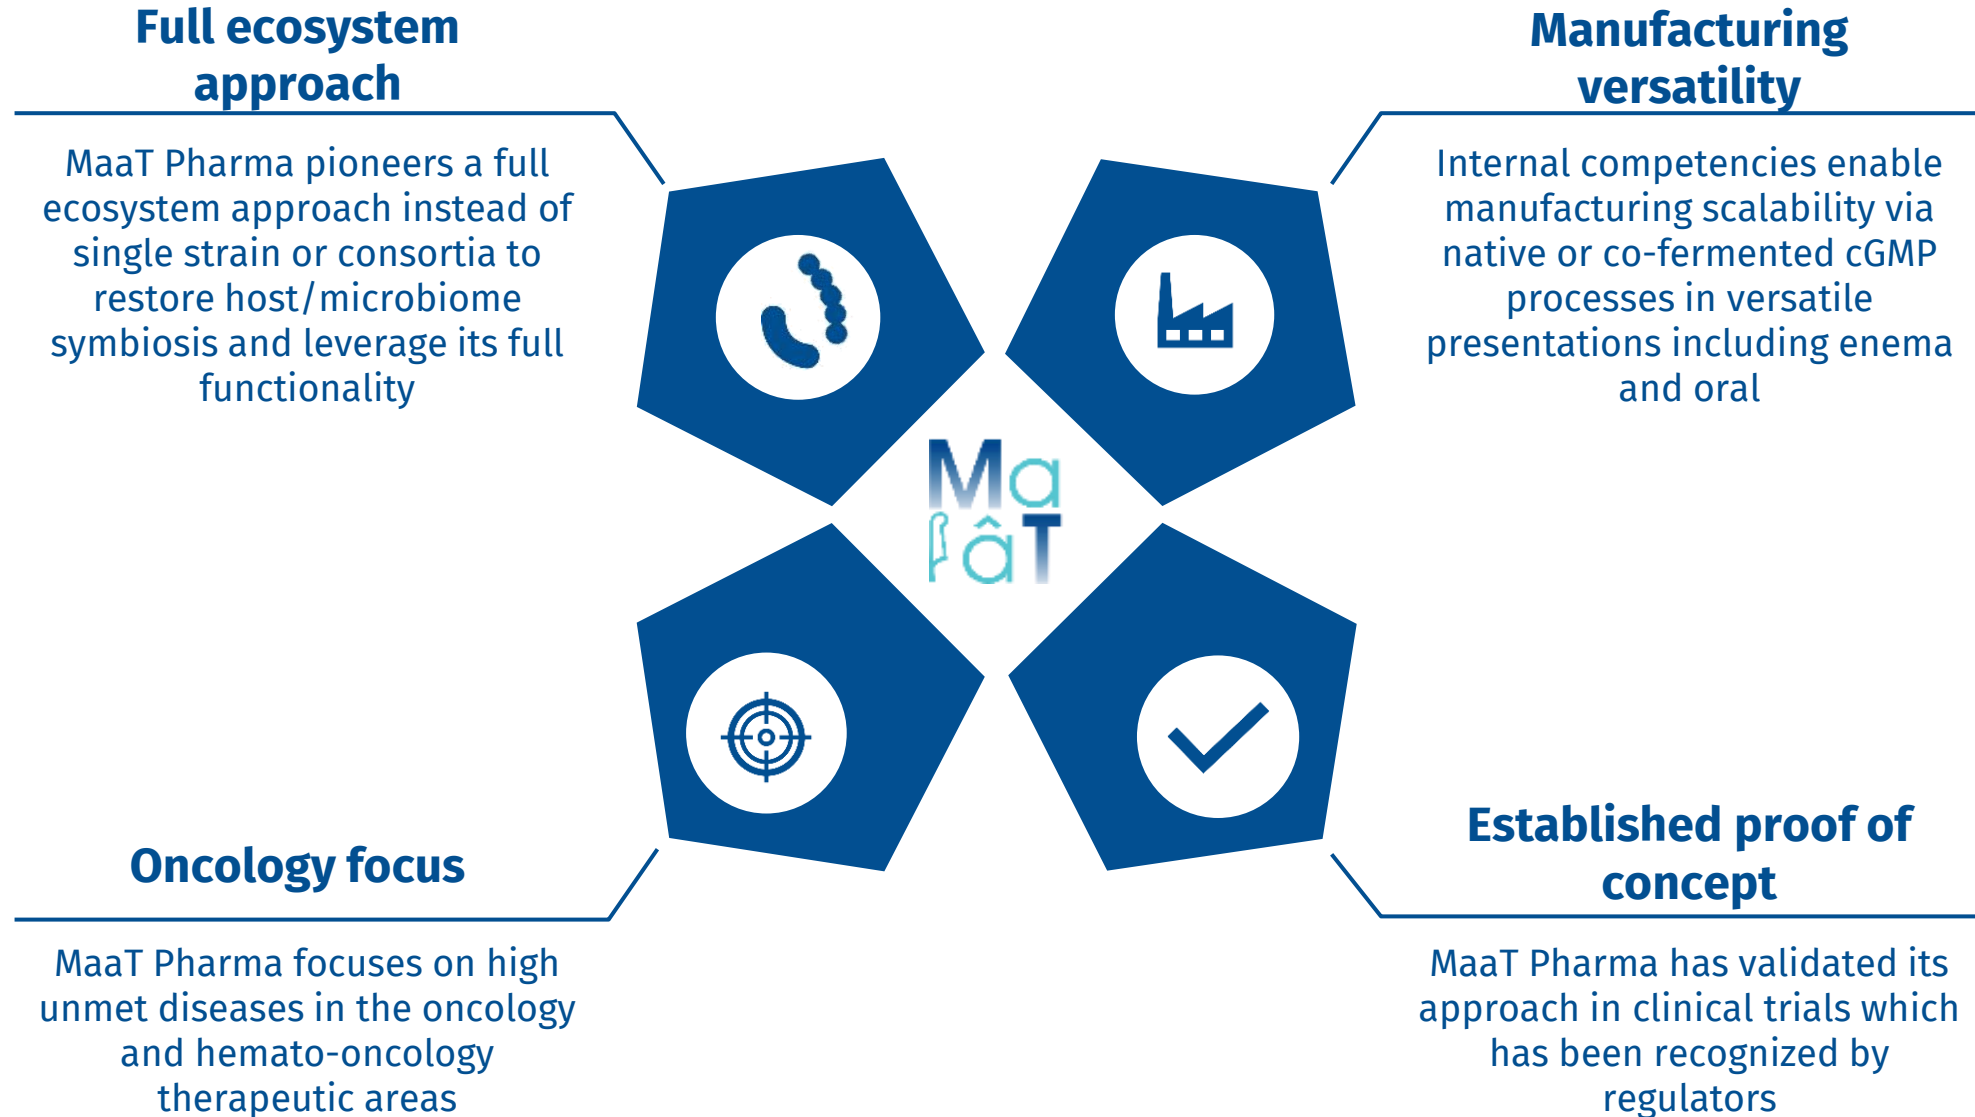 Full ecosystem
approach
MaaT Pharma pioneers a full
ecosystem approach instead of
single strain or consortia to
restore host/microbiome
symbiosis and leverage its full
functionality
Manufacturing
versatility
Internal competencies enable
manufacturing scalability via
native or co-fermented cGMP
processes in versatile
presentations including enema
and oral
Ma
âT
Oncology focus
MaaT Pharma focuses on high
unmet diseases in the oncology
and hemato-oncology
therapeutic areas
Established proof of
concept
MaaT Pharma has validated its
approach in clinical trials which
has been recognized by
regulators